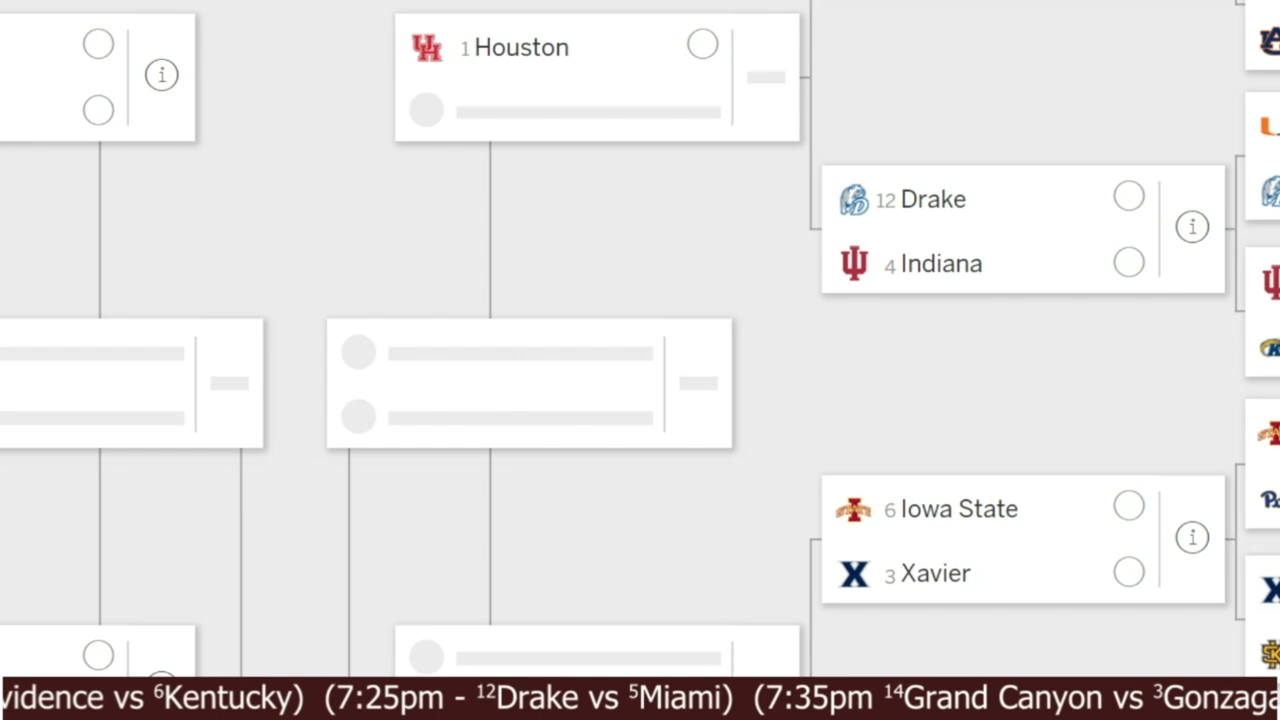 1 Houston
12 Drake
4 Indiana
6 Iowa State
3 Xavier
vidence vs ⁶Kentucky) (7:25pm - ¹²Drake vs ⁵Miami) (7:35pm ¹⁴Grand Canyon vs ³Gonzaga